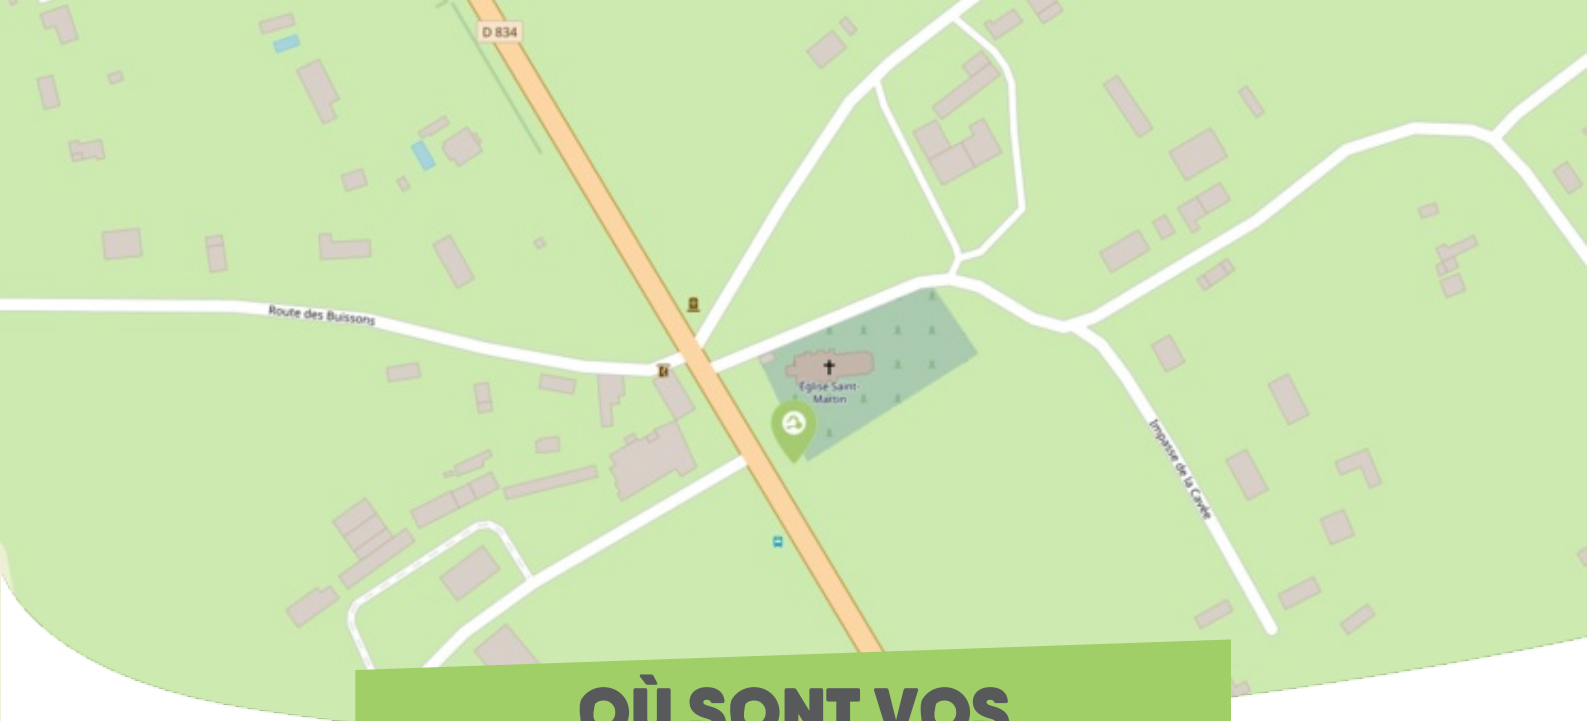 D 834
Route des Buissons
Église Saint-
Martin
Impasse de la Cavée
OÙ SONT VOS